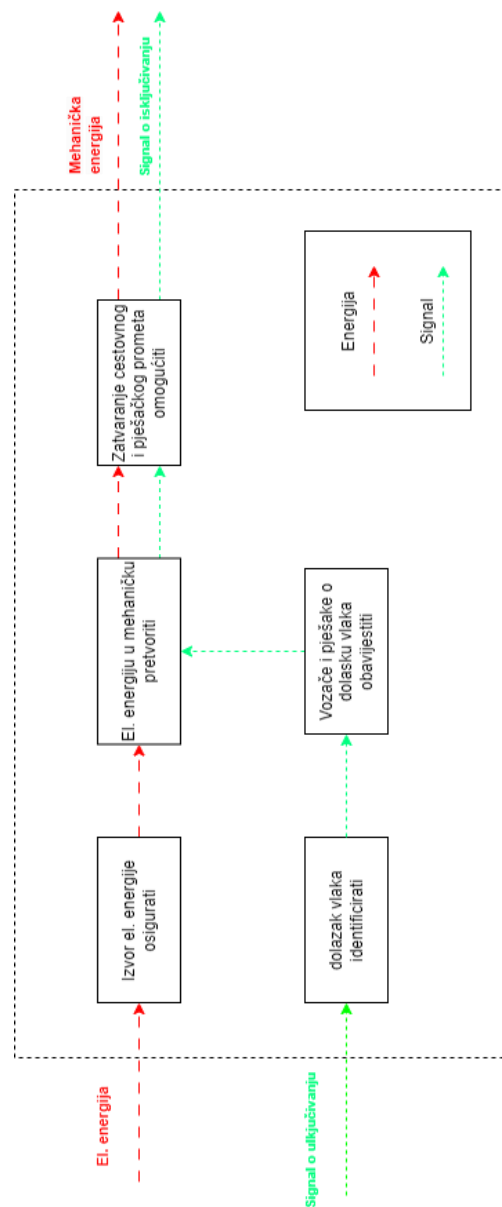 El. energija
Izvor el. energije
osigurati
El. energiju u mehaničku
pretvoriti
Zatvaranje cestovnog
i pješačkog prometa
omogućiti
Mehanička
energija
Signal o isključivanju
Signal o ulkjučivanju
dolazak vlaka
identificirati
Vozače i pješake o
dolasku vlaka
obavijestiti
Energija
Signal